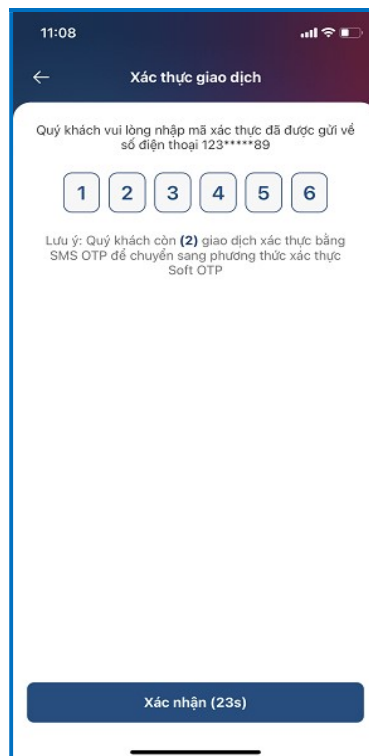 11:08
Xác thực giao dịch
Quý khách vui lòng nhập mã xác thực đã được gửi về
số điện thoại 123*****89
1 2 3 4 5 6
Lưu ý: Quý khách còn (2) giao dịch xác thực bằng
SMS OTP để chuyển sang phương thức xác thực
Soft OTP
Xác nhận (23s)